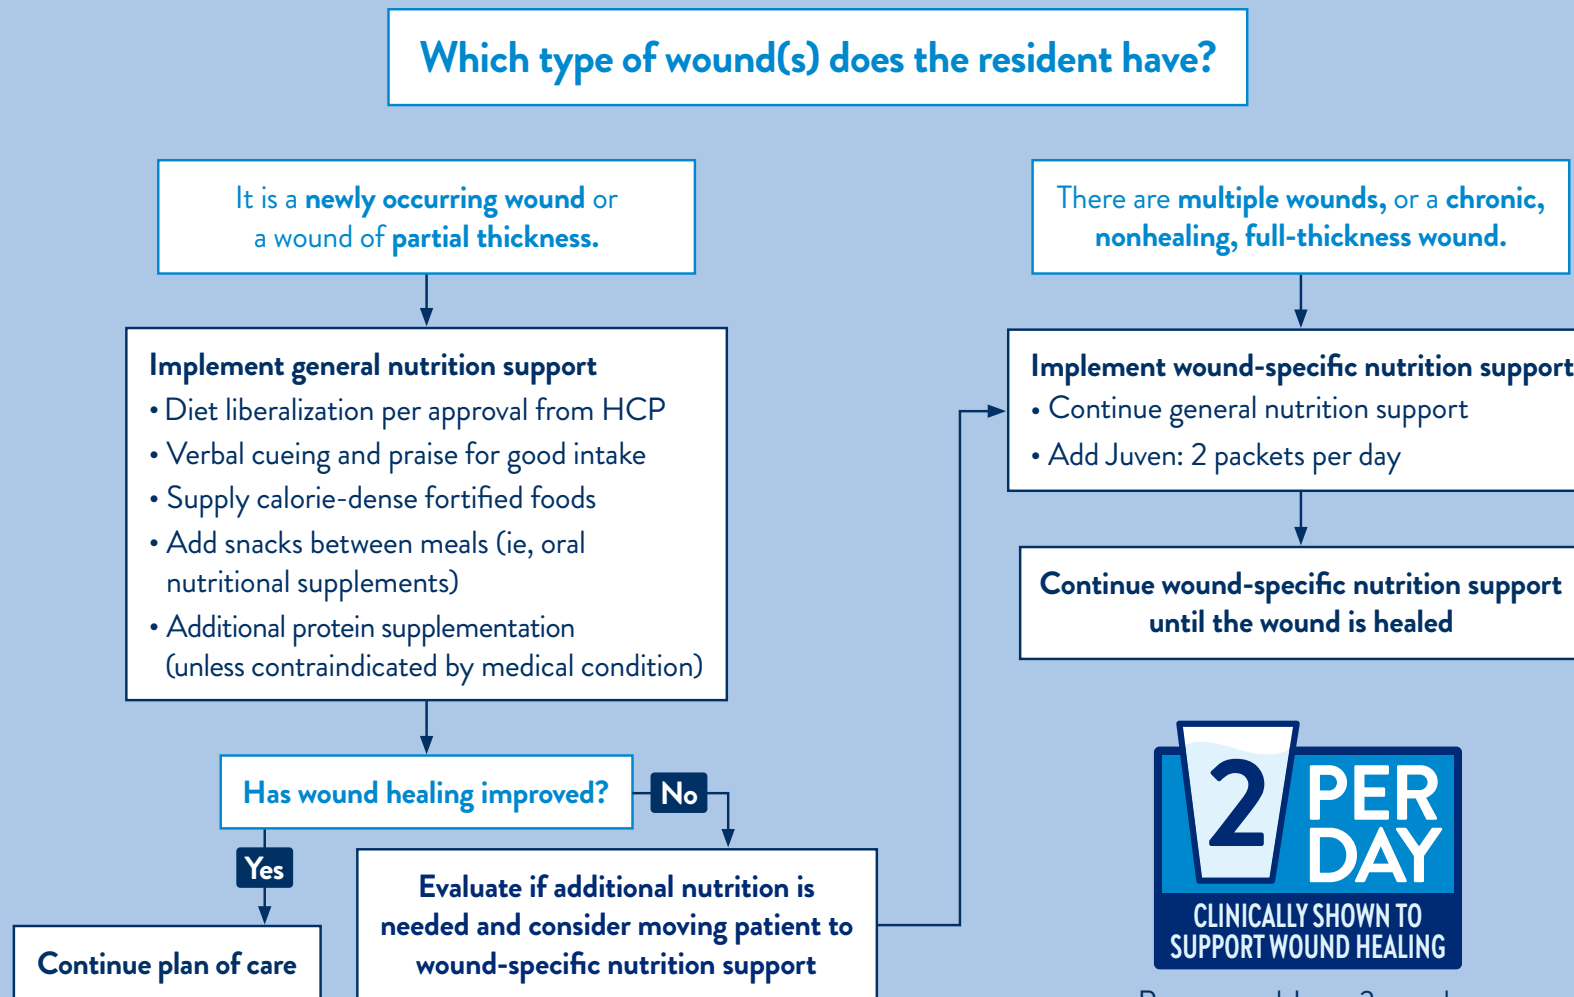 Which type of wound(s) does the resident have?
It is a newly occurring wound or
a wound of partial thickness.
Implement general nutrition support
• Diet liberalization per approval from HCP
• Verbal cueing and praise for good intake
• Supply calorie-dense fortified foods
• Add snacks between meals (ie, oral
nutritional supplements)
• Additional protein supplementation
(unless contraindicated by medical condition)
Has wound healing improved?
No
Yes
Continue plan of care
Evaluate if additional nutrition is
needed and consider moving patient to
wound-specific nutrition support
There are multiple wounds, or a chronic,
nonhealing, full-thickness wound.
Implement wound-specific nutrition support
• Continue general nutrition support
• Add Juven: 2 packets per day
Continue wound-specific nutrition support
until the wound is healed
2 PER
DAY
CLINICALLY SHOWN TO
SUPPORT WOUND HEALING